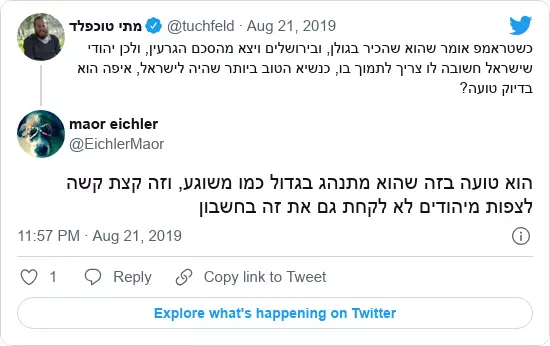 מתי טוכפלד @tuchfeld · Aug 21, 2019
כשטראמפ אומר שהוא שהכיר בגולן, ובירושלים ויצא מהסכם הגרעין, ולכן יהודי
שישראל חשובה לו צריך לתמוך בו, כנשיא הטוב ביותר שהיה לישראל, איפה הוא
בדיוק טועה?
maor eichler
@EichlerMaor
הוא טועה בזה שהוא מתנהג בגדול כמו משוגע, וזה קצת קשה
לצפות מיהודים לא לקחת גם את זה בחשבון
11:57 PM · Aug 21, 2019
1 Reply Copy link to Tweet
Explore what's happening on Twitter